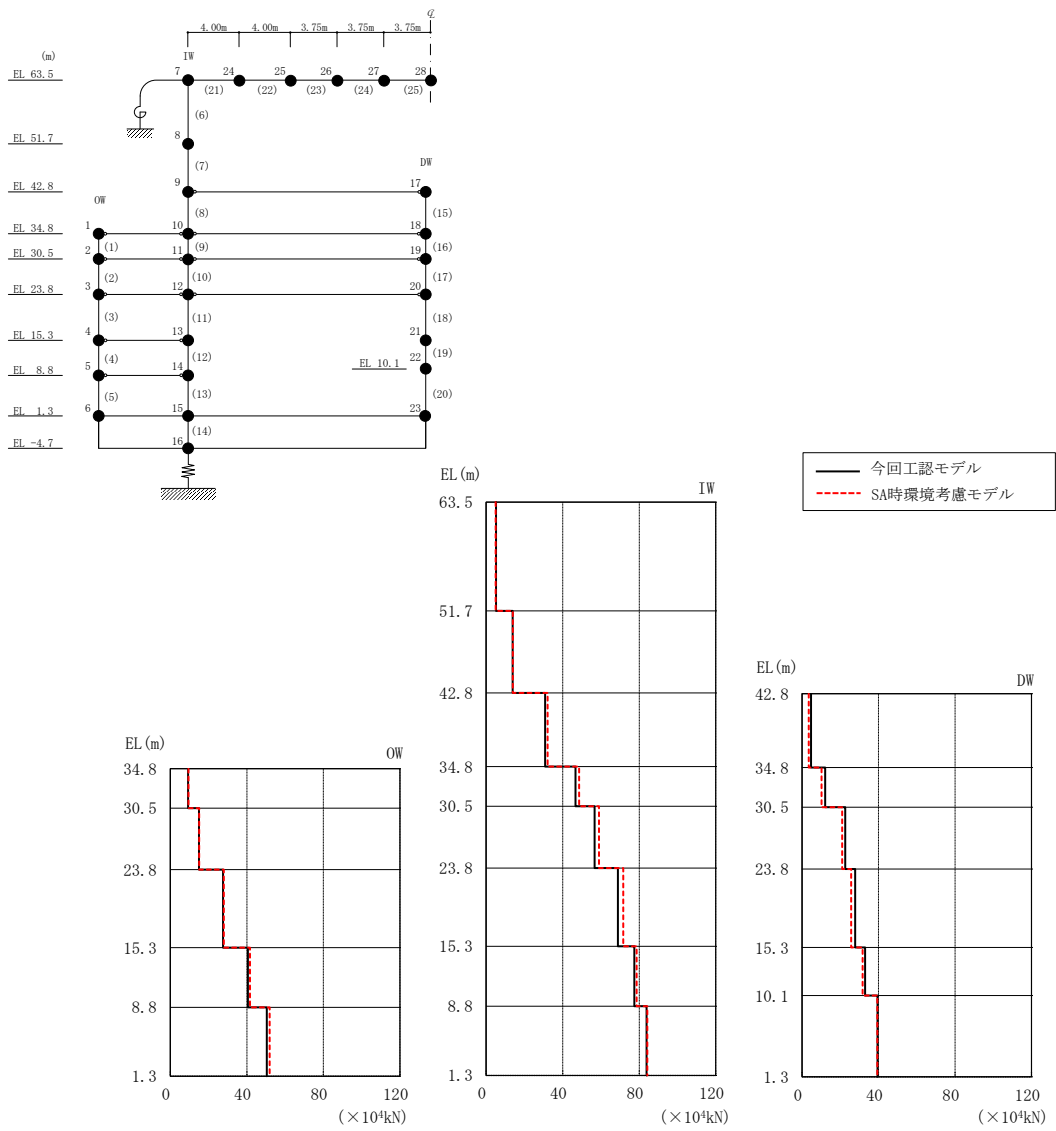 ℄
4.00m 4.00m 3.75m 3.75m 3.75m
(m) IW
EL 63.5 7 24 25 26 27 28
(21) (22) (23) (24) (25)
(6)
EL 51.7 8
(7) DW
EL 42.8 9 17
OW (8) (15)
EL 34.8 1 10 18
(1) (9) (16)
EL 30.5 2 11 19
(2) (10) (17)
EL 23.8 3 12 20
(3) (11) (18)
EL 15.3 4 13 21
(4) (12) (19)
EL 10.1 22
EL 8.8 5 14
(5) (13) (20)
EL 1.3 6 15 23
(14)
EL -4.7 16
今回工認モデル
SA時環境考慮モデル
EL(m) IW
63.5
51.7
42.8
34.8
30.5
23.8
15.3
8.8
1.3
0 40 80 120
(×10⁴kN)
EL(m) OW
34.8
30.5
23.8
15.3
8.8
1.3
0 40 80 120
(×10⁴kN)
EL(m) DW
42.8
34.8
30.5
23.8
15.3
10.1
1.3
0 40 80 120
(×10⁴kN)